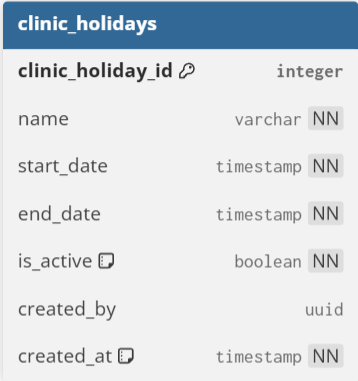 clinic_holidays
clinic_holiday_id integer
name varchar NN
start_date timestamp NN
end_date timestamp NN
is_active boolean NN
created_by uuid
created_at timestamp NN